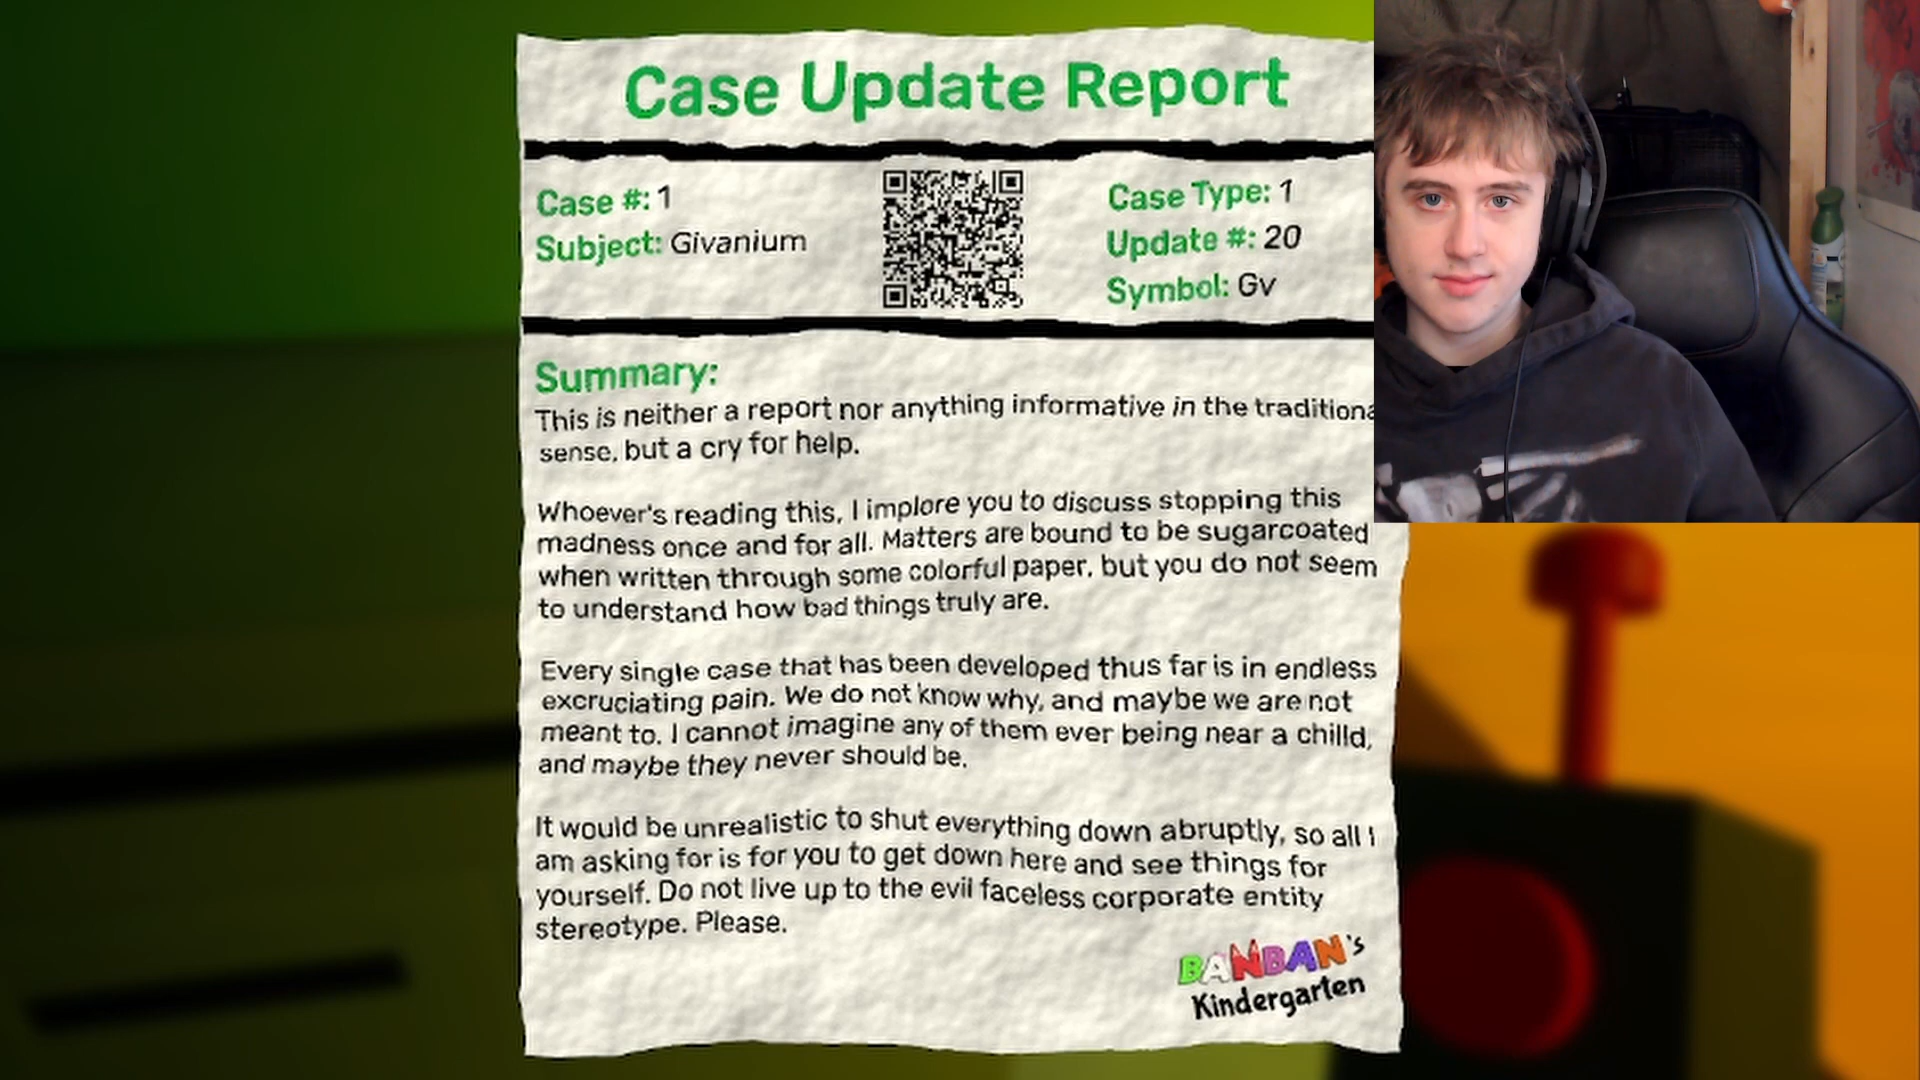 Case Update Report
Case #: 1
Subject: Givanium
Case Type: 1
Update #: 20
Symbol: Gv
Summary:
This is neither a report nor anything informative in the traditiona
sense, but a cry for help.
Whoever's reading this, I implore you to discuss stopping this
madness once and for all. Matters are bound to be sugarcoated
when written through some colorful paper, but you do not seem
to understand how bad things truly are.
Every single case that has been developed thus far is in endless
excruciating pain. We do not know why, and maybe we are not
meant to. I cannot imagine any of them ever being near a chilld,
and maybe they never should be.
It would be unrealistic to shut everything down abruptly, so all I
am asking for is for you to get down here and see things for
yourself. Do not live up to the evil faceless corporate entity
stereotype. Please.
BANBAN's
Kindergarten